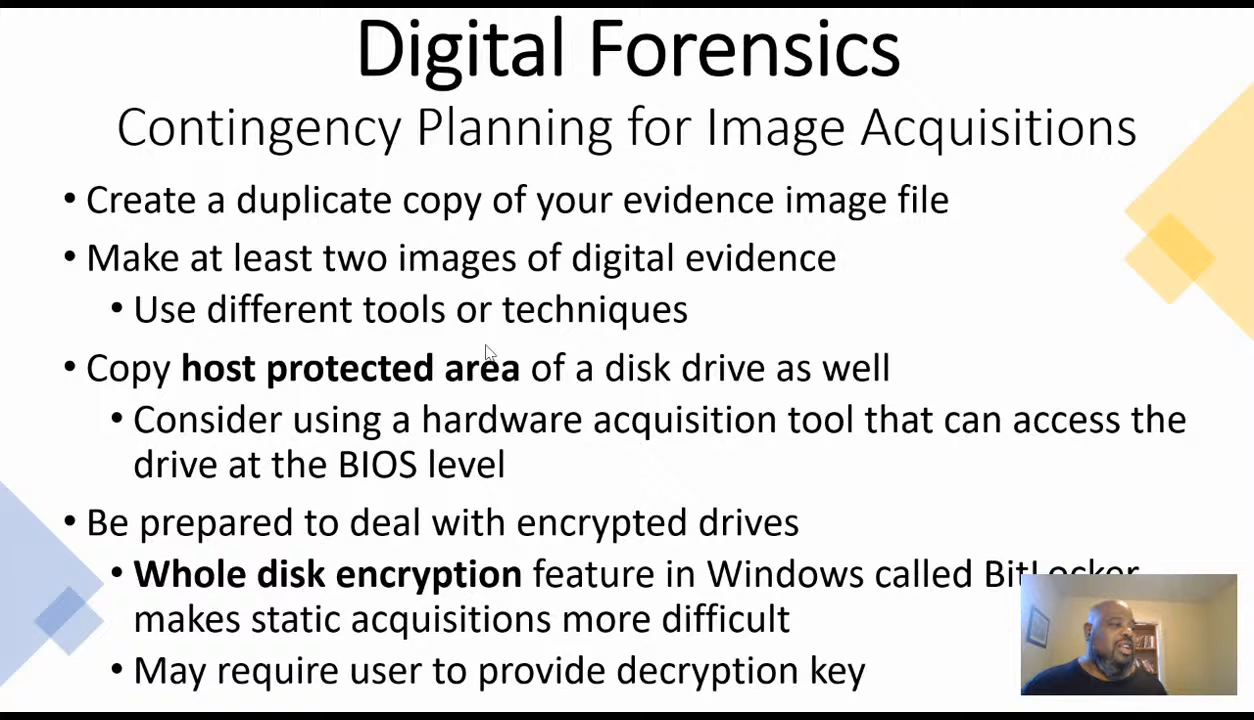 Digital Forensics
Contingency Planning for Image Acquisitions
• Create a duplicate copy of your evidence image file
• Make at least two images of digital evidence
• Use different tools or techniques
• Copy host protected area of a disk drive as well
• Consider using a hardware acquisition tool that can access the
drive at the BIOS level
• Be prepared to deal with encrypted drives
• Whole disk encryption feature in Windows called BitLocker
makes static acquisitions more difficult
• May require user to provide decryption key